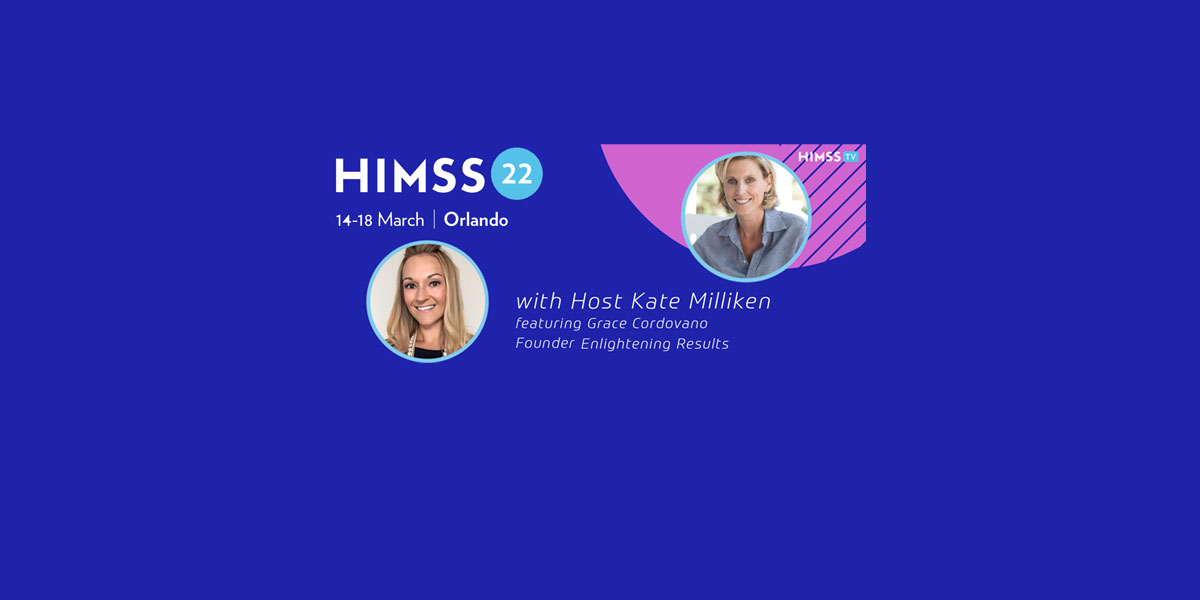 HIMSS 22
14-18 March | Orlando
HIMSS TV
with Host Kate Milliken
featuring Grace Cordovano
Founder Enlightening Results